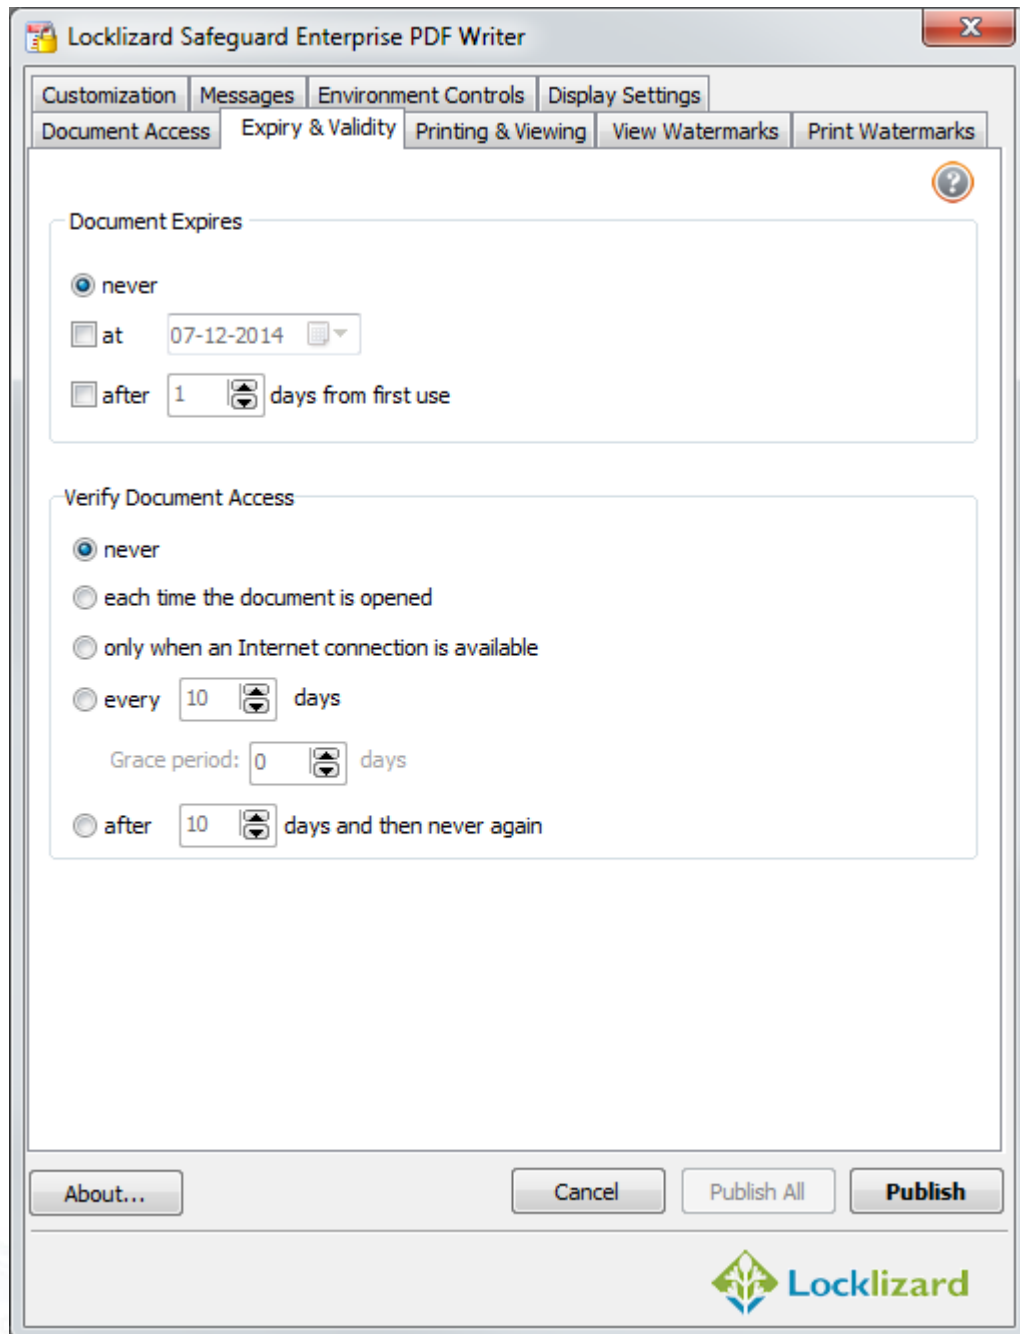 Locklizard Safeguard Enterprise PDF Writer
X
Customization Messages Environment Controls Display Settings
Document Access Expiry & Validity Printing & Viewing View Watermarks Print Watermarks
?
Document Expires
never
at 07-12-2014
after 1 days from first use
Verify Document Access
never
each time the document is opened
only when an Internet connection is available
every 10 days
Grace period: 0 days
after 10 days and then never again
About... Cancel Publish All Publish
Locklizard